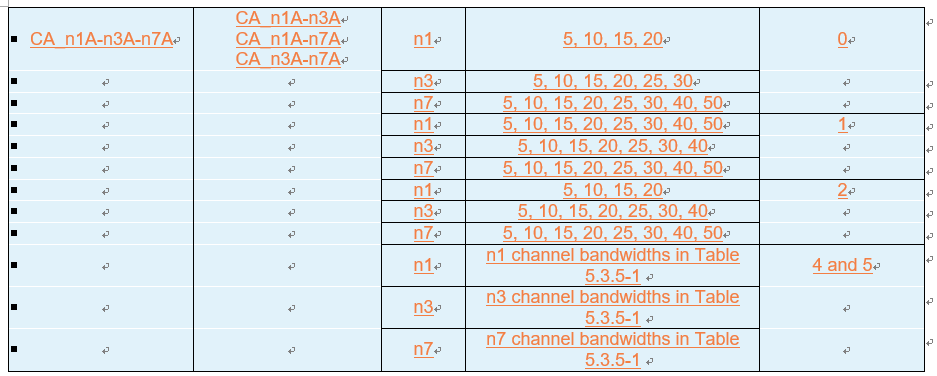 CA_n1A-n3A-n7A
CA_n1A-n3A
CA_n1A-n7A
CA_n3A-n7A
n1
5, 10, 15, 20
0
n3
5, 10, 15, 20, 25, 30
n7
5, 10, 15, 20, 25, 30, 40, 50
n1
5, 10, 15, 20, 25, 30, 40, 50
1
n3
5, 10, 15, 20, 25, 30, 40
n7
5, 10, 15, 20, 25, 30, 40, 50
n1
5, 10, 15, 20
2
n3
5, 10, 15, 20, 25, 30, 40
n7
5, 10, 15, 20, 25, 30, 40, 50
n1
n1 channel bandwidths in Table
5.3.5-1
4 and 5
n3
n3 channel bandwidths in Table
5.3.5-1
n7
n7 channel bandwidths in Table
5.3.5-1